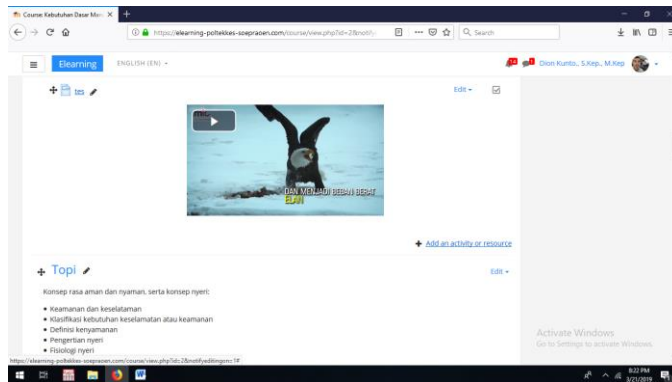 Course: Kebutuhan Dasar Man
https://elearning-poltekkes-soepraoen.com/course/view.php?id=2&notify
Search
Elearning
ENGLISH (EN)
Dion Kunto., S.Kep., M.Kep
tes
Edit
DAN MENJADI BEBAN BERAT
ELANG
Add an activity or resource
Topi
Edit
Konsep rasa aman dan nyaman, serta konsep nyeri:
Keamanan dan keselataman
Klasifikasi kebutuhan keselamatan atau keamanan
Definisi kenyamanan
Pengertian nyeri
Fisiologi nyeri
Activate Windows
Go to Settings to activate Windows.
https://elearning-poltekkes-soepraoen.com/course/view.php?id=2&notifyeditingon=1#
8:22 PM
3/21/2019